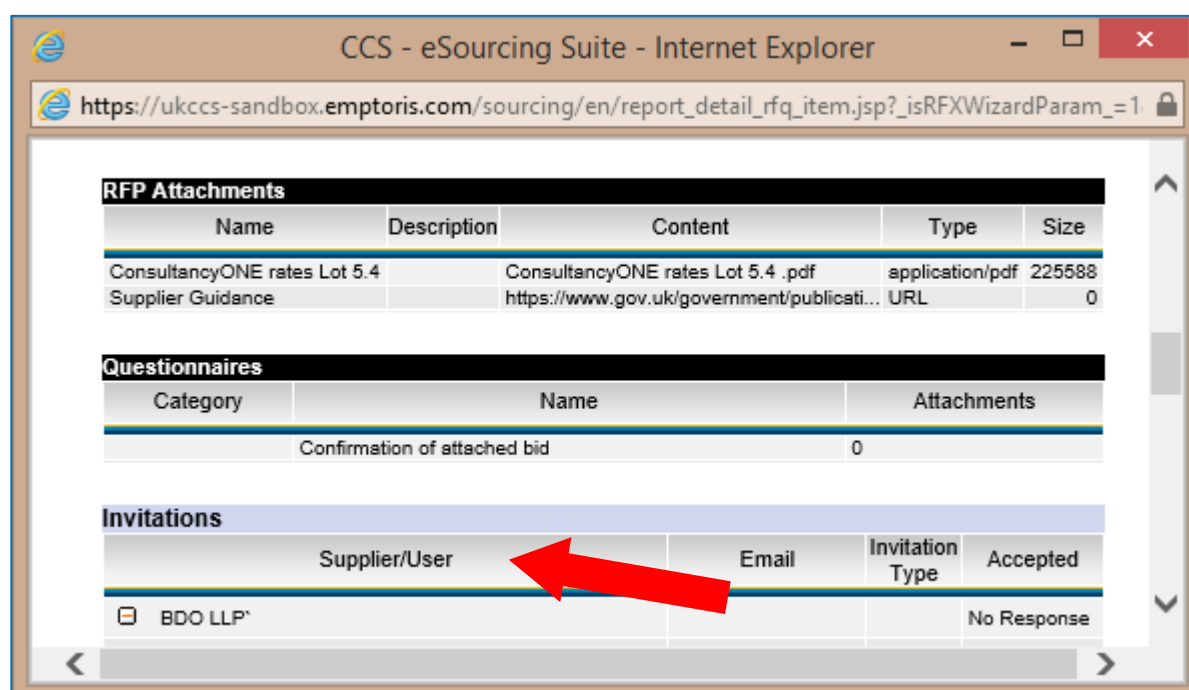 CCS - eSourcing Suite - Internet Explorer
https://ukccs-sandbox.emptoris.com/sourcing/en/report_detail_rfq_item.jsp?_isRFXWizardParam_=1
RFP Attachments
Name Description Content Type Size
ConsultancyONE rates Lot 5.4 ConsultancyONE rates Lot 5.4 .pdf application/pdf 225588
Supplier Guidance https://www.gov.uk/government/publicati... URL 0
Questionnaires
Category Name Attachments
Confirmation of attached bid 0
Invitations
Supplier/User Email Invitation Type Accepted
BDO LLP` No Response